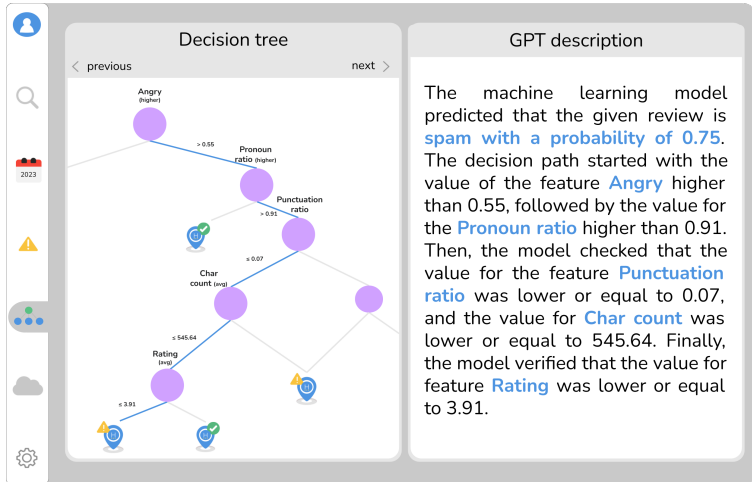 Decision tree
previous
next
Angry
(higher)
> 0.55
Pronoun
ratio (higher)
> 0.91
Punctuation
ratio
≤ 0.07
Char
count (avg)
≤ 545.64
Rating
(avg)
≤ 3.91
2023
GPT description
The machine learning model
predicted that the given review is
spam with a probability of 0.75.
The decision path started with the
value of the feature Angry higher
than 0.55, followed by the value for
the Pronoun ratio higher than 0.91.
Then, the model checked that the
value for the feature Punctuation
ratio was lower or equal to 0.07,
and the value for Char count was
lower or equal to 545.64. Finally,
the model verified that the value for
feature Rating was lower or equal
to 3.91.